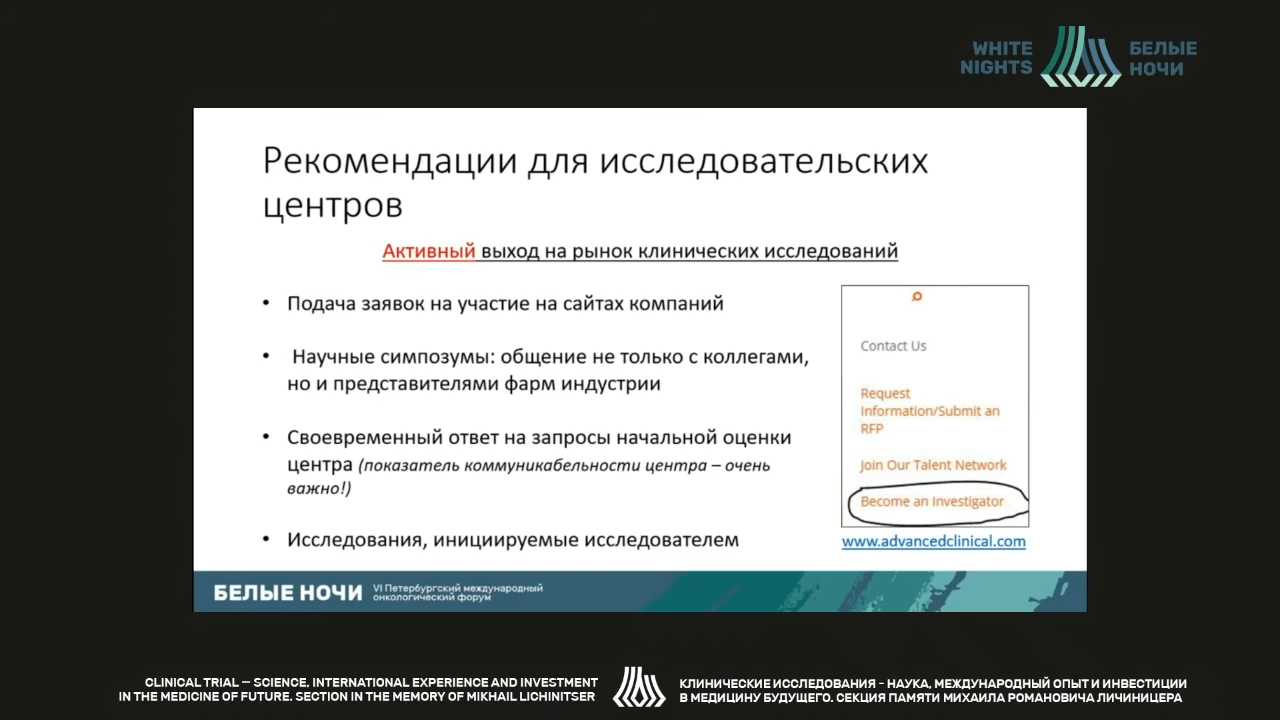 WHITE
NIGHTS
БЕЛЫЕ
НОЧИ
Рекомендации для исследовательских
центров
Активный выход на рынок клинических исследований
• Подача заявок на участие на сайтах компаний
• Научные симпозумы: общение не только с коллегами,
но и представителями фарм индустрии
• Своевременный ответ на запросы начальной оценки
центра (показатель коммуникабельности центра – очень
важно!)
• Исследования, инициируемые исследователем
Contact Us
Request
Information/Submit an
RFP
Join Our Talent Network
Become an Investigator
www.advancedclinical.com
БЕЛЫЕ НОЧИ
VI Петербургский международный
онкологический форум
CLINICAL TRIAL — SCIENCE, INTERNATIONAL EXPERIENCE AND INVESTMENT
IN THE MEDICINE OF FUTURE. SECTION IN THE MEMORY OF MIKHAIL LICHINITSER
КЛИНИЧЕСКИЕ ИССЛЕДОВАНИЯ - НАУКА, МЕЖДУНАРОДНЫЙ ОПЫТ И ИНВЕСТИЦИИ
В МЕДИЦИНУ БУДУЩЕГО. СЕКЦИЯ ПАМЯТИ МИХАИЛА РОМАНОВИЧА ЛИЧИНИЦЕРА